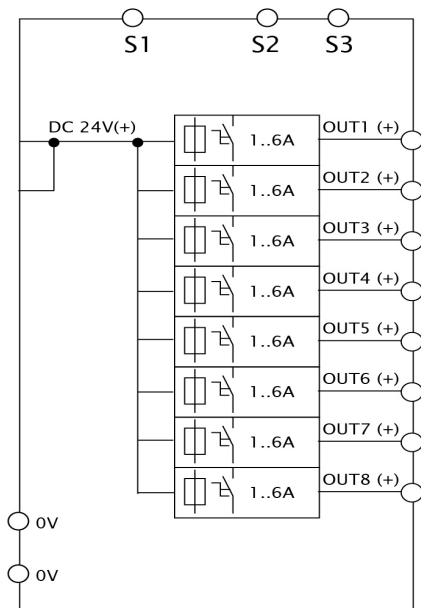 S1 S2 S3
DC 24V(+)
1..6A OUT1 (+)
1..6A OUT2 (+)
1..6A OUT3 (+)
1..6A OUT4 (+)
1..6A OUT5 (+)
1..6A OUT6 (+)
1..6A OUT7 (+)
1..6A OUT8 (+)
0V
0V